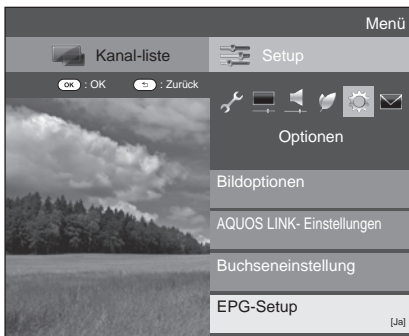 Menü
Kanal-liste
Setup
OK : OK
: Zurück
Optionen
Bildoptionen
AQUOS LINK- Einstellungen
Buchseneinstellung
EPG-Setup
[Ja]